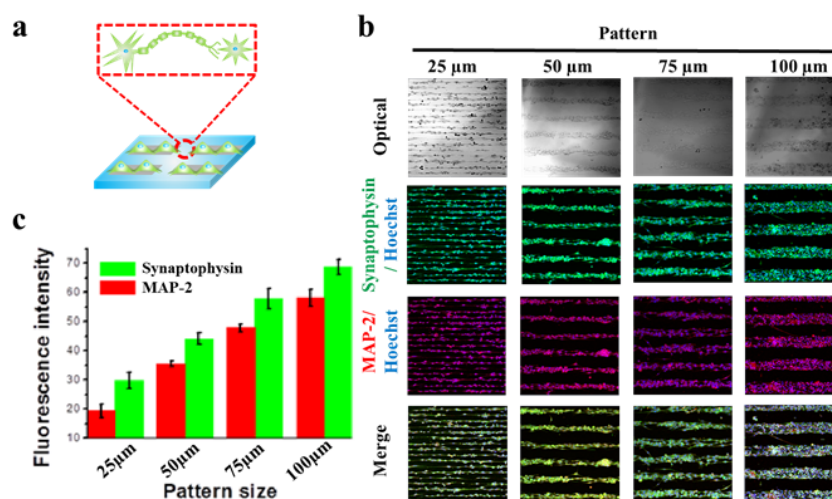 a
b
Pattern
25 µm 50 µm 75 µm 100 µm
Optical
Synaptophysin
/ Hoechst
MAP-2/
Hoechst
Merge
c
Fluorescence intensity
70
60
50
40
30
20
10
Synaptophysin
MAP-2
25µm 50µm 75µm 100µm
Pattern size